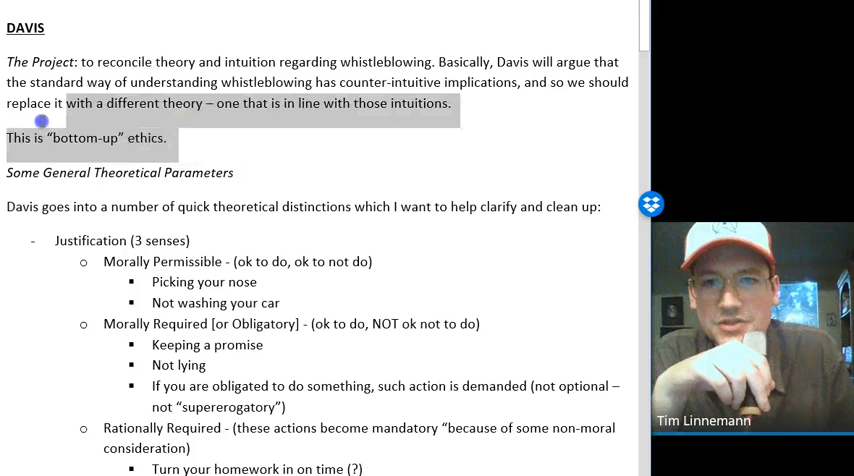 DAVIS
The Project: to reconcile theory and intuition regarding whistleblowing. Basically, Davis will argue that
the standard way of understanding whistleblowing has counter-intuitive implications, and so we should
replace it with a different theory – one that is in line with those intuitions.
This is “bottom-up” ethics.
Some General Theoretical Parameters
Davis goes into a number of quick theoretical distinctions which I want to help clarify and clean up:
- Justification (3 senses)
o Morally Permissible - (ok to do, ok to not do)
▪ Picking your nose
▪ Not washing your car
o Morally Required [or Obligatory] - (ok to do, NOT ok not to do)
▪ Keeping a promise
▪ Not lying
▪ If you are obligated to do something, such action is demanded (not optional –
not “supererogatory”)
o Rationally Required - (these actions become mandatory “because of some non-moral
consideration)
▪ Turn your homework in on time (?)
Tim Linnemann